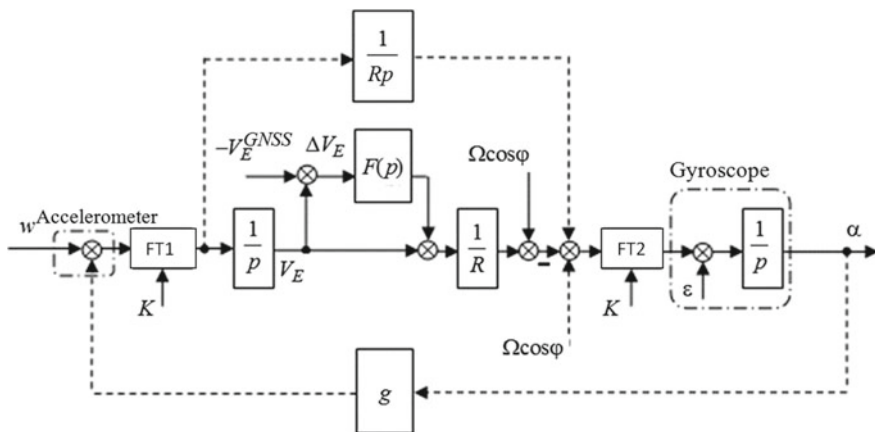 1
Rp
−V_E^{GNSS}
ΔV_E
F(p)
Ωcosφ
Gyroscope
Accelerometer
w
FT1
1
p
V_E
1
R
-
FT2
1
p
α
K
K
ε
Ωcosφ
g